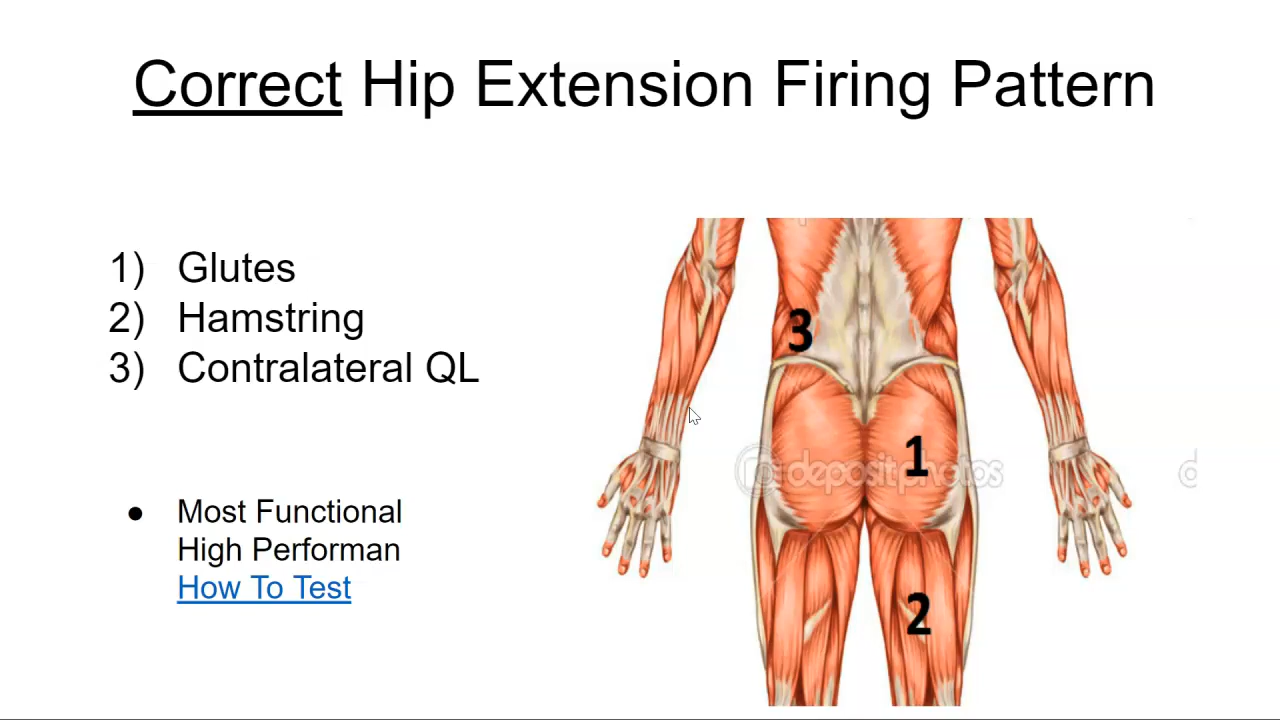 Correct Hip Extension Firing Pattern
1) Glutes
2) Hamstring
3) Contralateral QL
● Most Functional
High Performan
How To Test
3
1
depositphotos
2